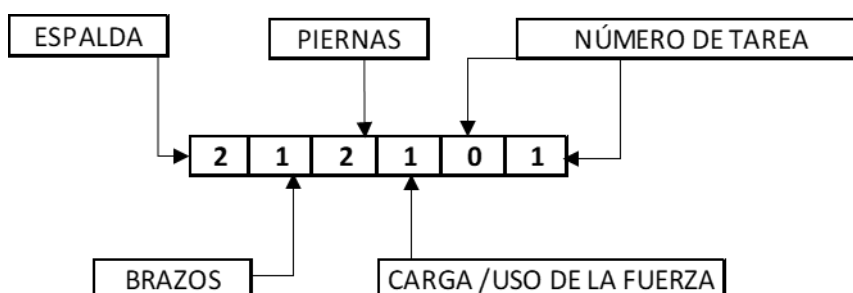 ESPALDA PIERNAS NÚMERO DE TAREA
2 1 2 1 0 1
BRAZOS CARGA /USO DE LA FUERZA